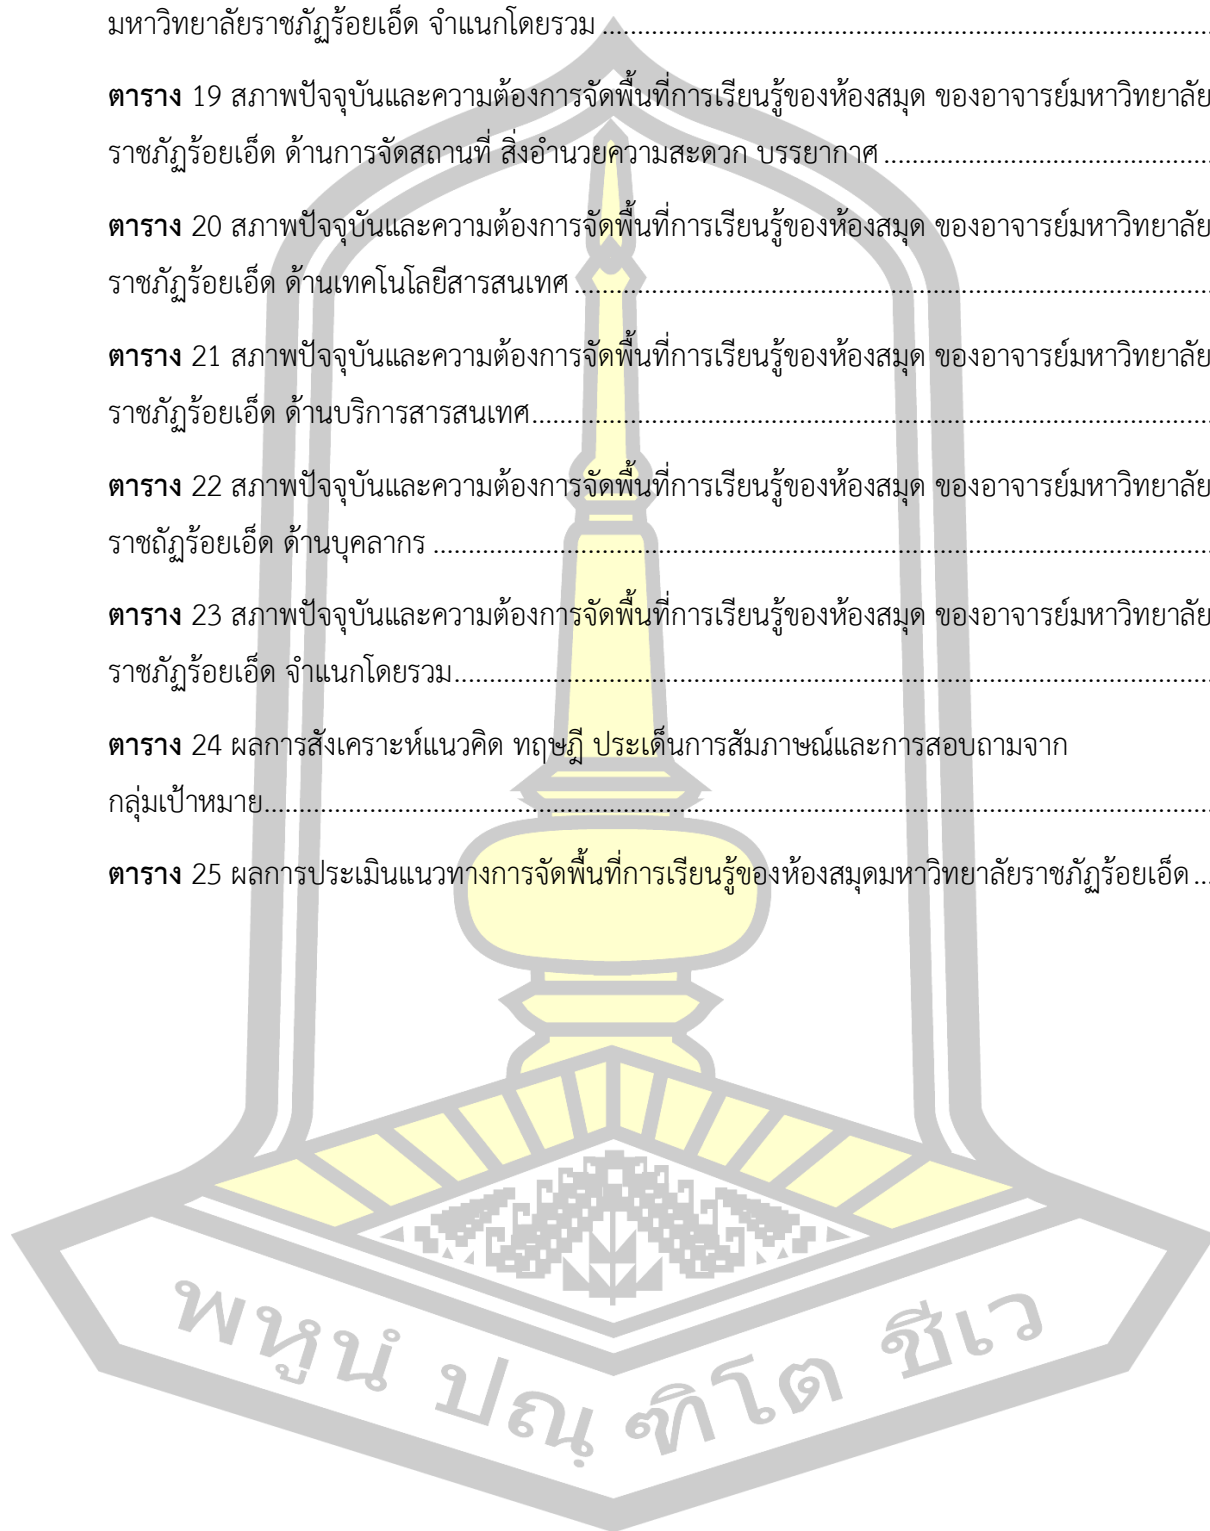 มหาวิทยาลัยราชภัฏร้อยเอ็ด จำแนกโดยรวม ........................................................................
ตาราง 19 สภาพปัจจุบันและความต้องการจัดพื้นที่การเรียนรู้ของห้องสมุด ของอาจารย์มหาวิทยาลัย
ราชภัฏร้อยเอ็ด ด้านการจัดสถานที่ สิ่งอำนวยความสะดวก บรรยากาศ ......................................
ตาราง 20 สภาพปัจจุบันและความต้องการจัดพื้นที่การเรียนรู้ของห้องสมุด ของอาจารย์มหาวิทยาลัย
ราชภัฏร้อยเอ็ด ด้านเทคโนโลยีสารสนเทศ ...........................................................................
ตาราง 21 สภาพปัจจุบันและความต้องการจัดพื้นที่การเรียนรู้ของห้องสมุด ของอาจารย์มหาวิทยาลัย
ราชภัฏร้อยเอ็ด ด้านบริการสารสนเทศ................................................................................
ตาราง 22 สภาพปัจจุบันและความต้องการจัดพื้นที่การเรียนรู้ของห้องสมุด ของอาจารย์มหาวิทยาลัย
ราชถัฏร้อยเอ็ด ด้านบุคลากร ............................................................................................
ตาราง 23 สภาพปัจจุบันและความต้องการจัดพื้นที่การเรียนรู้ของห้องสมุด ของอาจารย์มหาวิทยาลัย
ราชภัฏร้อยเอ็ด จำแนกโดยรวม..........................................................................................
ตาราง 24 ผลการสังเคราะห์แนวคิด ทฤษฎี ประเด็นการสัมภาษณ์และการสอบถามจาก
กลุ่มเป้าหมาย................................................................................................................
ตาราง 25 ผลการประเมินแนวทางการจัดพื้นที่การเรียนรู้ของห้องสมุดมหาวิทยาลัยราชภัฏร้อยเอ็ด ...
พหูนํ ปณฺฑิโต ชีเว